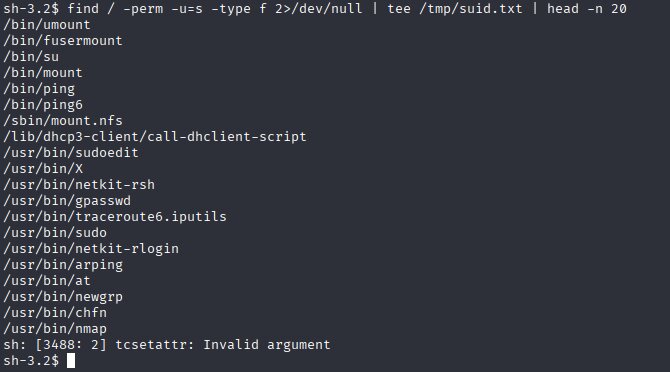 sh-3.2$ find / -perm -u=s -type f 2>/dev/null | tee /tmp/suid.txt | head -n 20
/bin/umount
/bin/fusermount
/bin/su
/bin/mount
/bin/ping
/bin/ping6
/sbin/mount.nfs
/lib/dhcp3-client/call-dhclient-script
/usr/bin/sudoedit
/usr/bin/X
/usr/bin/netkit-rsh
/usr/bin/gpasswd
/usr/bin/traceroute6.iputils
/usr/bin/sudo
/usr/bin/netkit-rlogin
/usr/bin/arping
/usr/bin/at
/usr/bin/newgrp
/usr/bin/chfn
/usr/bin/nmap
sh: [3488: 2] tcsetattr: Invalid argument
sh-3.2$